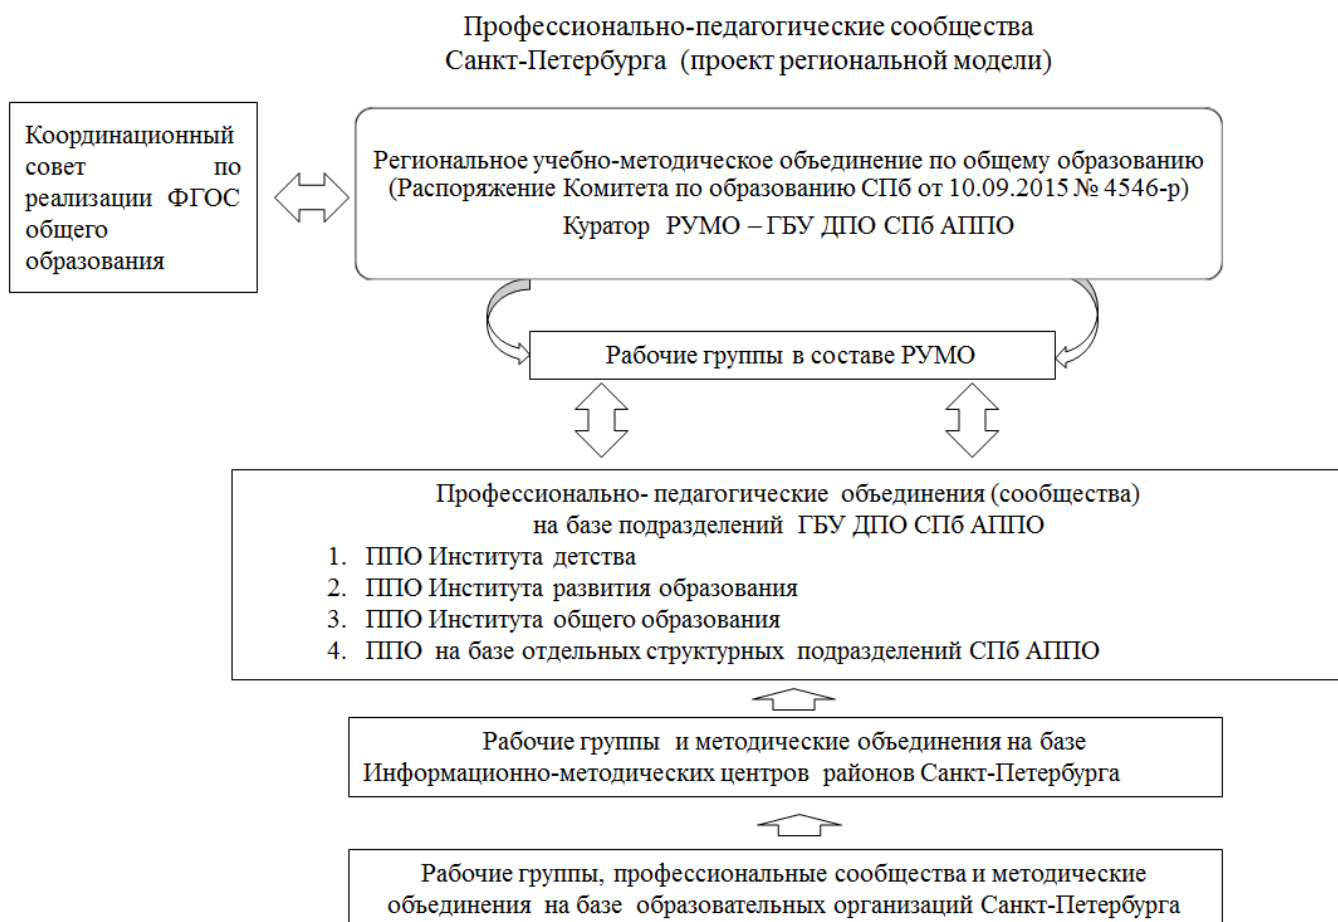 Профессионально-педагогические сообщества
Санкт-Петербурга (проект региональной модели)
Координационный
совет по
реализации ФГОС
общего
образования
Региональное учебно-методическое объединение по общему образованию
(Распоряжение Комитета по образованию СПб от 10.09.2015 № 4546-р)
Куратор РУМО – ГБУ ДПО СПб АППО
Рабочие группы в составе РУМО
Профессионально- педагогические объединения (сообщества)
на базе подразделений ГБУ ДПО СПб АППО
1. ППО Института детства
2. ППО Института развития образования
3. ППО Института общего образования
4. ППО на базе отдельных структурных подразделений СПб АППО
Рабочие группы и методические объединения на базе
Информационно-методических центров районов Санкт-Петербурга
Рабочие группы, профессиональные сообщества и методические
объединения на базе образовательных организаций Санкт-Петербурга